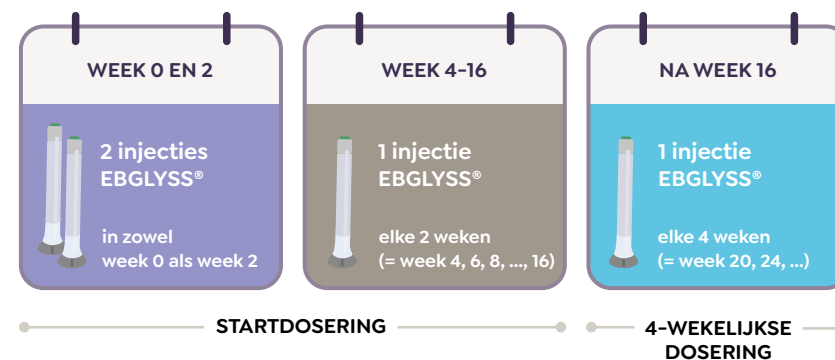 WEEK 0 EN 2
2 injecties
EBGLYSS®
in zowel
week 0 als week 2
WEEK 4-16
1 injectie
EBGLYSS®
elke 2 weken
(= week 4, 6, 8, ..., 16)
NA WEEK 16
1 injectie
EBGLYSS®
elke 4 weken
(= week 20, 24, ...)
STARTDOSERING
4-WEKELIJKSE
DOSERING